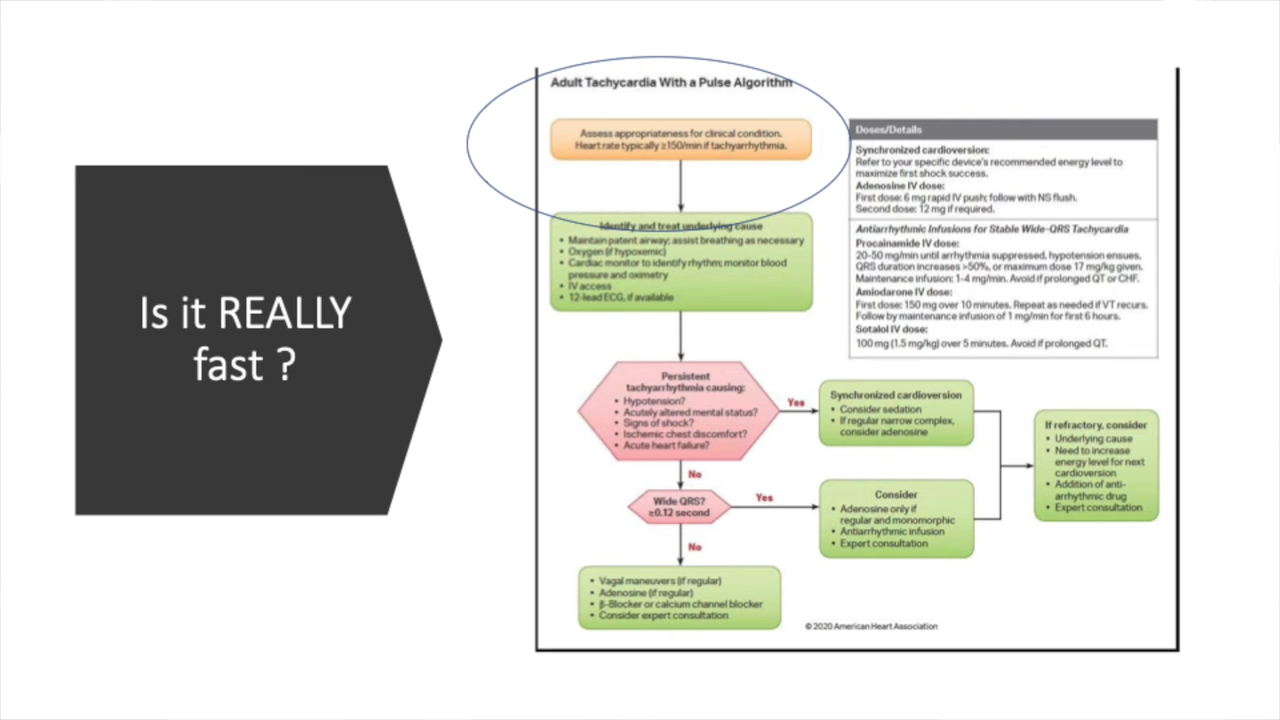 Is it REALLY
fast ?
Adult Tachycardia With a Pulse Algorithm
Assess appropriateness for clinical condition.
Heart rate typically ≥150/min if tachyarrhythmia.
Identify and treat underlying cause
• Maintain patent airway; assist breathing as necessary
• Oxygen (if hypoxemic)
• Cardiac monitor to identify rhythm; monitor blood
pressure and oximetry
• IV access
• 12-lead ECG, if available
Persistent
tachyarrhythmia causing:
• Hypotension?
• Acutely altered mental status?
• Signs of shock?
• Ischemic chest discomfort?
• Acute heart failure?
Yes
Synchronized cardioversion
• Consider sedation
• If regular narrow complex,
consider adenosine
If refractory, consider
• Underlying cause
• Need to increase
energy level for next
cardioversion
• Addition of anti-
arrhythmic drug
• Expert consultation
No
Wide QRS?
≥0.12 second
Yes
Consider
• Adenosine only if
regular and monomorphic
• Antiarrhythmic infusion
• Expert consultation
No
• Vagal maneuvers (if regular)
• Adenosine (if regular)
• β-Blocker or calcium channel blocker
• Consider expert consultation
Doses/Details
Synchronized cardioversion:
Refer to your specific device's recommended energy level to
maximize first shock success.
Adenosine IV dose:
First dose: 6 mg rapid IV push; follow with NS flush.
Second dose: 12 mg if required.
Antiarrhythmic Infusions for Stable Wide-QRS Tachycardia
Procainamide IV dose:
20-50 mg/min until arrhythmia suppressed, hypotension ensues,
QRS duration increases >50%, or maximum dose 17 mg/kg given.
Maintenance infusion: 1-4 mg/min. Avoid if prolonged QT or CHF.
Amiodarone IV dose:
First dose: 150 mg over 10 minutes. Repeat as needed if VT recurs.
Follow by maintenance infusion of 1 mg/min for first 6 hours.
Sotalol IV dose:
100 mg (1.5 mg/kg) over 5 minutes. Avoid if prolonged QT.
© 2020 American Heart Association